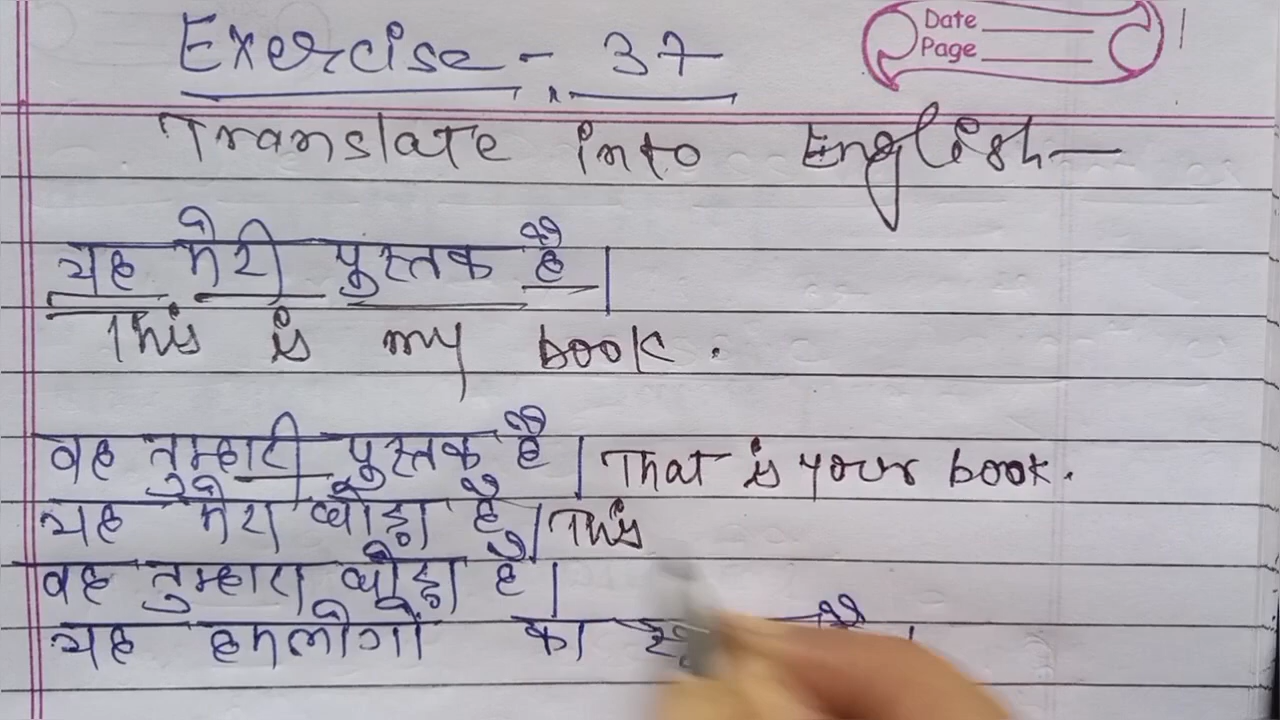 Date
Page
Exercise - 37
Translate into English—
यह मेरी पुस्तक है।
This is my book.
वह तुम्हारी पुस्तक है। That is your book.
यह मेरा घोड़ा है। This
वह तुम्हारा घोड़ा है।
यह हमलोगों का